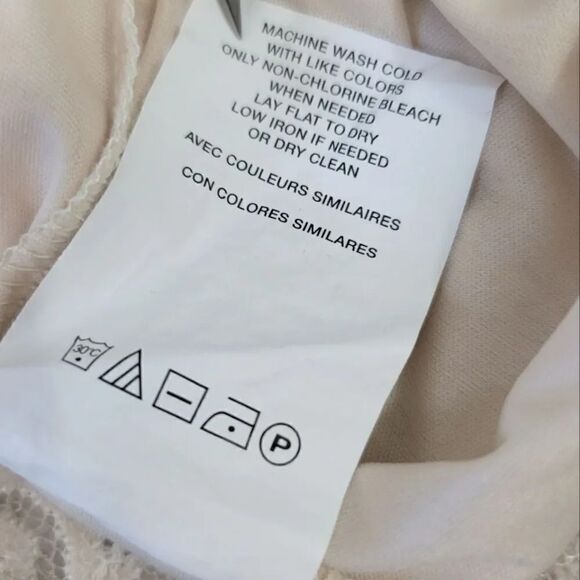 MACHINE WASH COLD
WITH LIKE COLORS
ONLY NON-CHLORINE BLEACH
WHEN NEEDED
LAY FLAT TO DRY
LOW IRON IF NEEDED
OR DRY CLEAN
AVEC COULEURS SIMILAIRES
CON COLORES SIMILARES
30°C
P